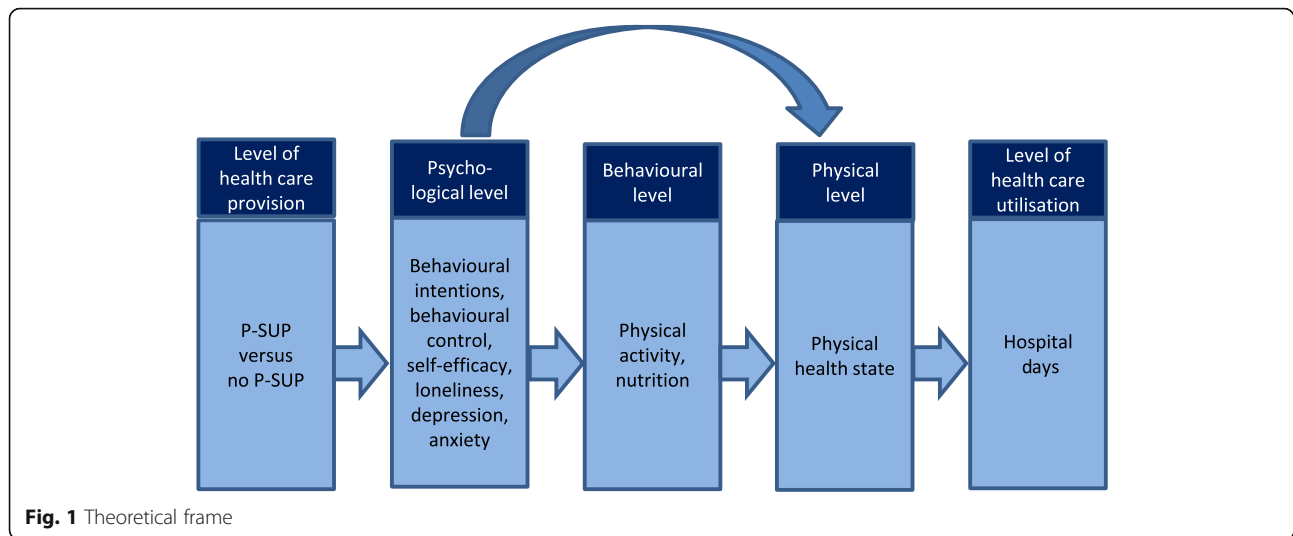 Level of
health care
provision
P-SUP
versus
no P-SUP
Psycho-
logical level
Behavioural
intentions,
behavioural
control,
self-efficacy,
loneliness,
depression,
anxiety
Behavioural
level
Physical
activity,
nutrition
Physical
level
Physical
health state
Level of
health care
utilisation
Hospital
days
Fig. 1 Theoretical frame